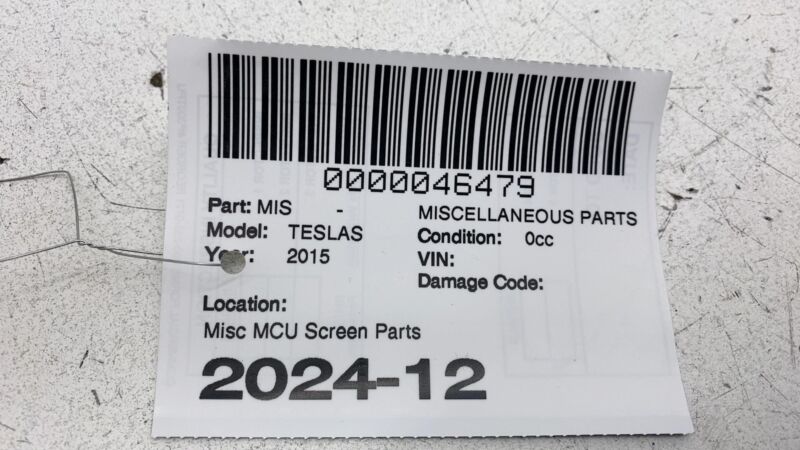 0000046479
Part: MIS - MISCELLANEOUS PARTS
Model: TESLAS Condition: 0cc
Year: 2015 VIN:
Damage Code:
Location:
Misc MCU Screen Parts
2024-12